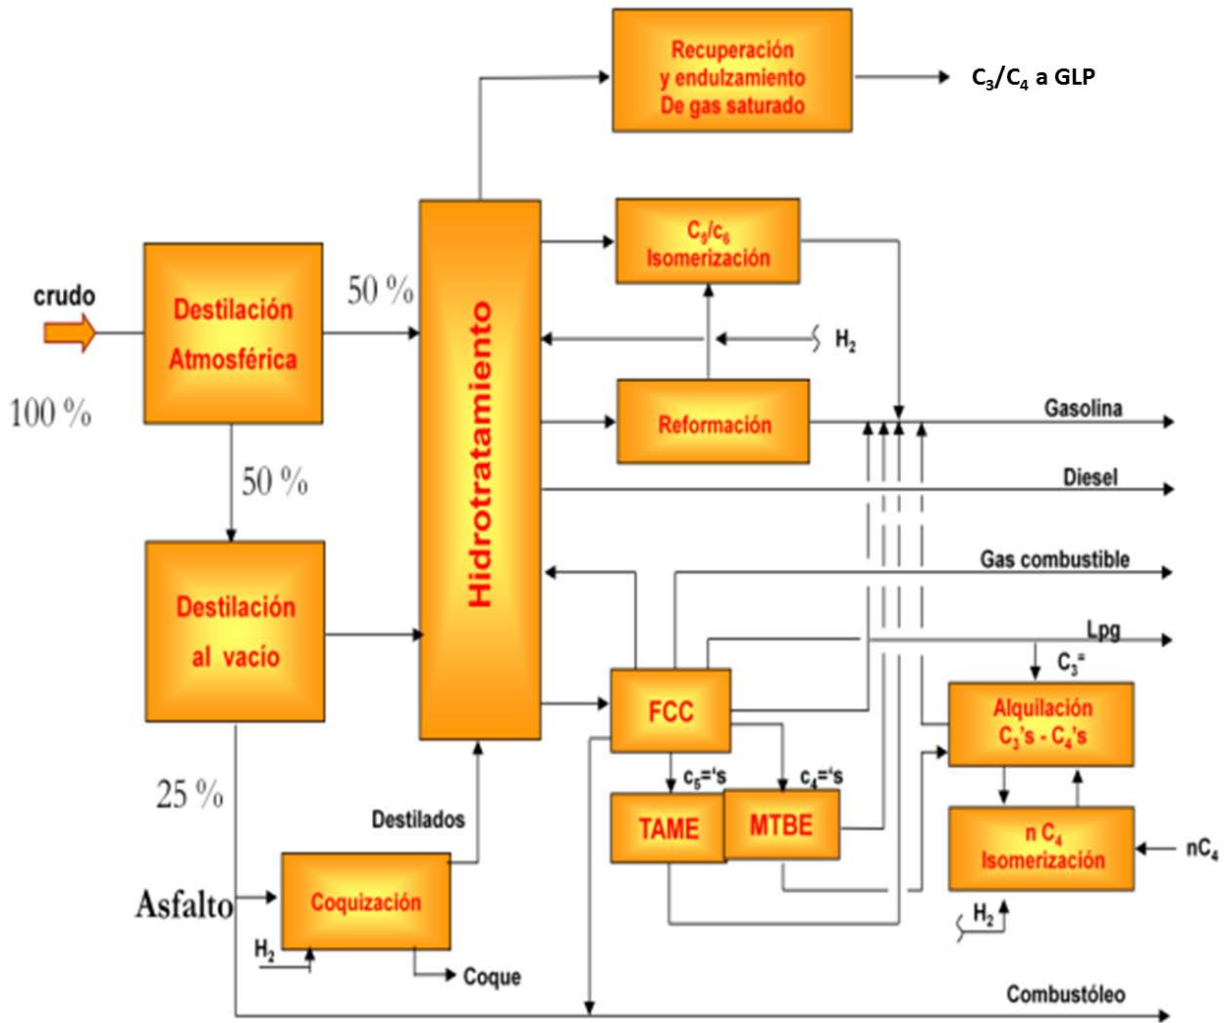 Recuperación
y endulzamiento
De gas saturado
C₃/C₄ a GLP
C₅/c₆
Isomerización
crudo
50 %
Destilación
Atmosférica
100 %
H₂
Hidrotratamiento
Reformación
Gasolina
50 %
Diesel
Gas combustible
Destilación
al vacío
Lpg
C₃⁼
FCC
Alquilación
C₃'s - C₄'s
25 %
c₅=‘s
c₄=‘s
Destilados
TAME
MTBE
n C₄
Isomerización
nC₄
Asfalto
Coquización
H₂
H₂
Coque
Combustóleo